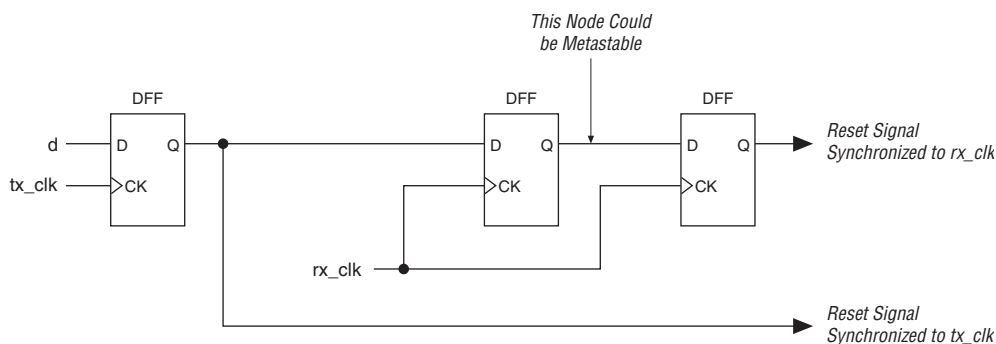 This Node Could
be Metastable
DFF
DFF
DFF
d
D
Q
D
Q
D
Q
Reset Signal
Synchronized to rx_clk
tx_clk
CK
CK
CK
rx_clk
Reset Signal
Synchronized to tx_clk